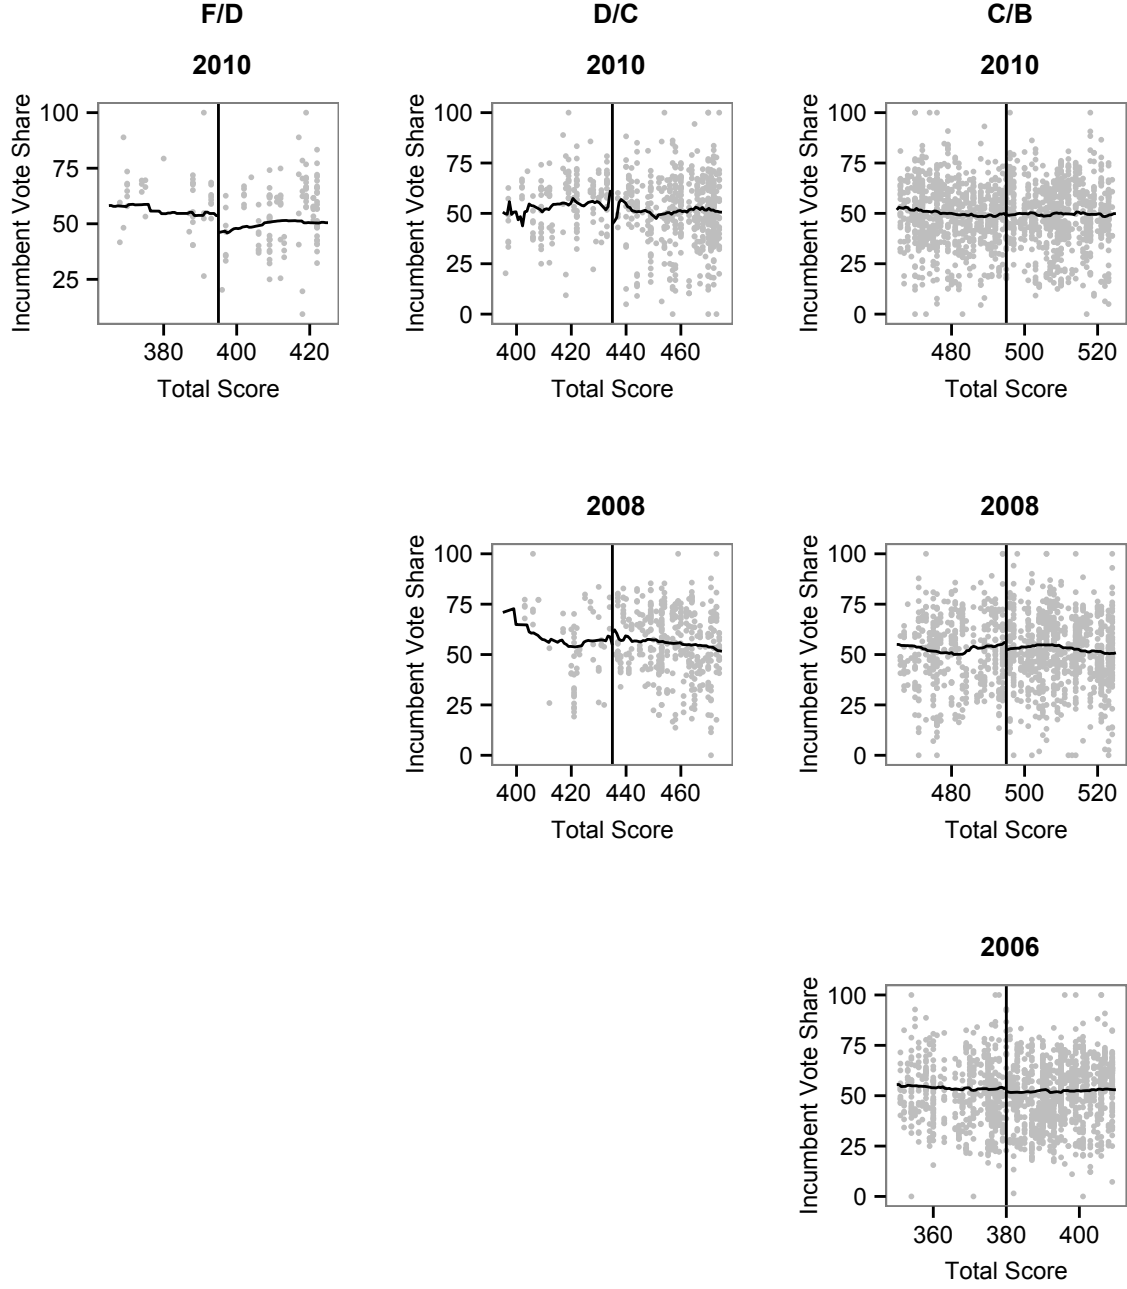 F/D D/C C/B
2010 2010 2010
Incumbent Vote Share
100
75
50
25
380 400 420
Total Score
Incumbent Vote Share
100
75
50
25
0
400 420 440 460
Total Score
Incumbent Vote Share
100
75
50
25
0
480 500 520
Total Score
2008 2008
Incumbent Vote Share
100
75
50
25
0
400 420 440 460
Total Score
Incumbent Vote Share
100
75
50
25
0
480 500 520
Total Score
2006
Incumbent Vote Share
100
75
50
25
0
360 380 400
Total Score